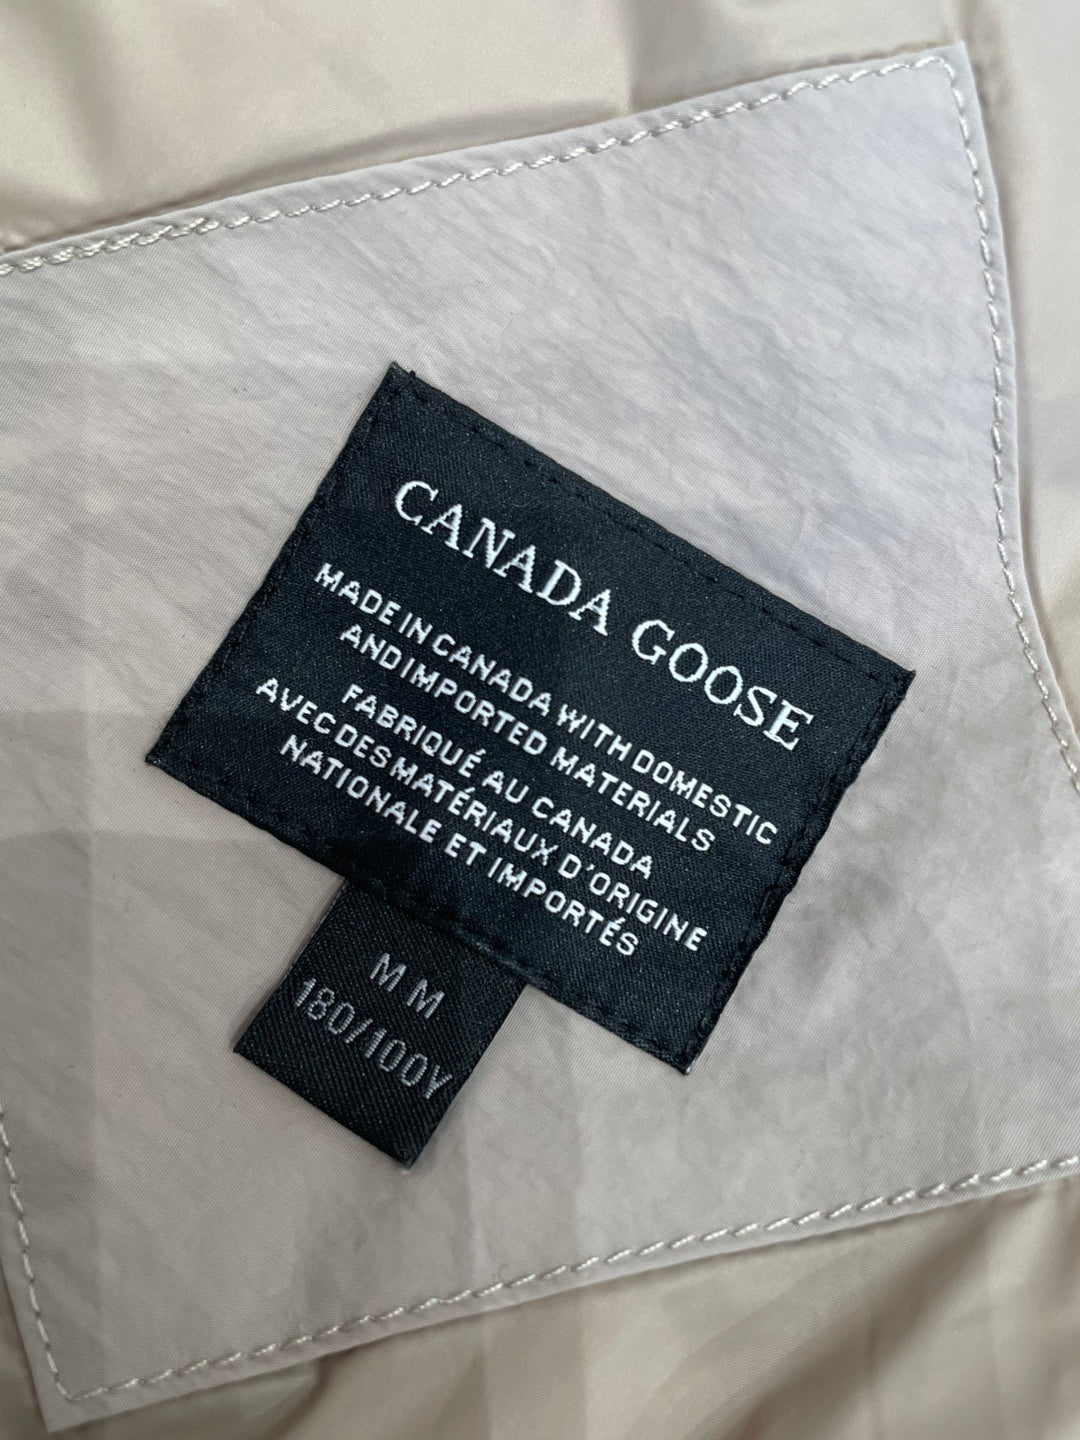 CANADA GOOSE
MADE IN CANADA WITH DOMESTIC
AND IMPORTED MATERIALS
FABRIQUÉ AU CANADA
AVEC DES MATÉRIAUX D'ORIGINE
NATIONALE ET IMPORTÉS
M M
180/100Y